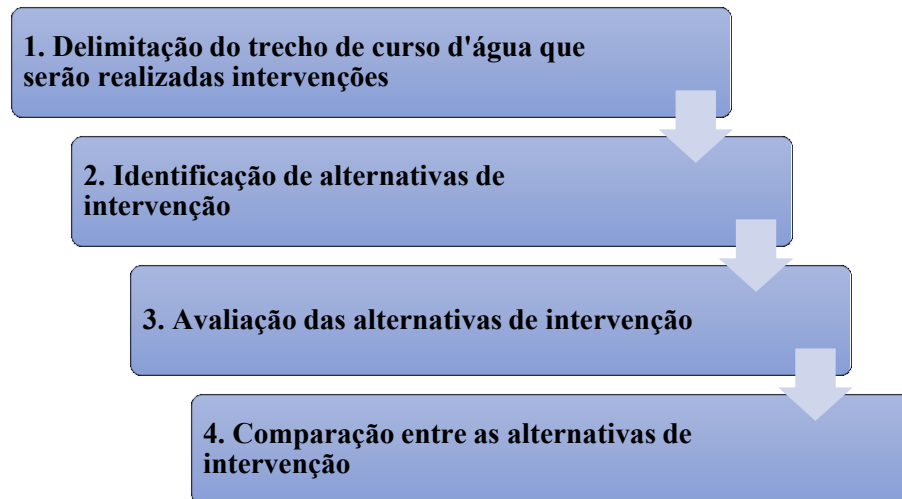 1. Delimitação do trecho de curso d'água que
serão realizadas intervenções
2. Identificação de alternativas de
intervenção
3. Avaliação das alternativas de intervenção
4. Comparação entre as alternativas de
intervenção